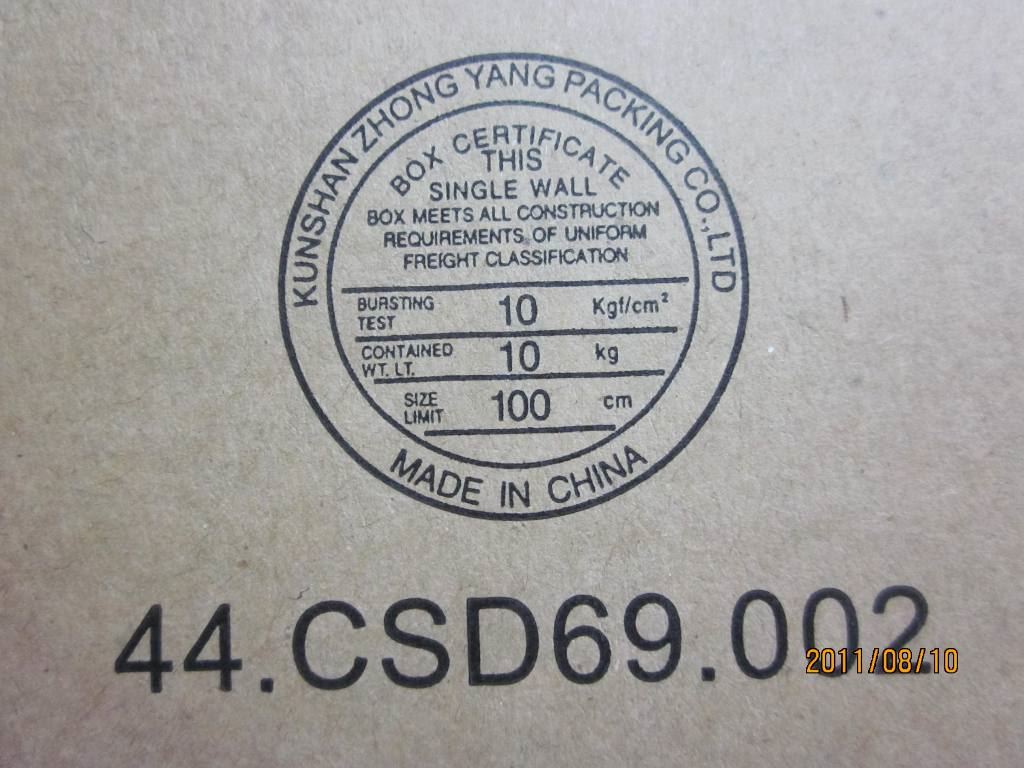 KUNSHAN ZHONG YANG PACKING CO.,LTD
BOX CERTIFICATE
THIS
SINGLE WALL
BOX MEETS ALL CONSTRUCTION
REQUIREMENTS OF UNIFORM
FREIGHT CLASSIFICATION
BURSTING TEST 10 Kgf/cm²
CONTAINED WT. LT. 10 kg
SIZE LIMIT 100 cm
MADE IN CHINA
44.CSD69.002
2011/08/10